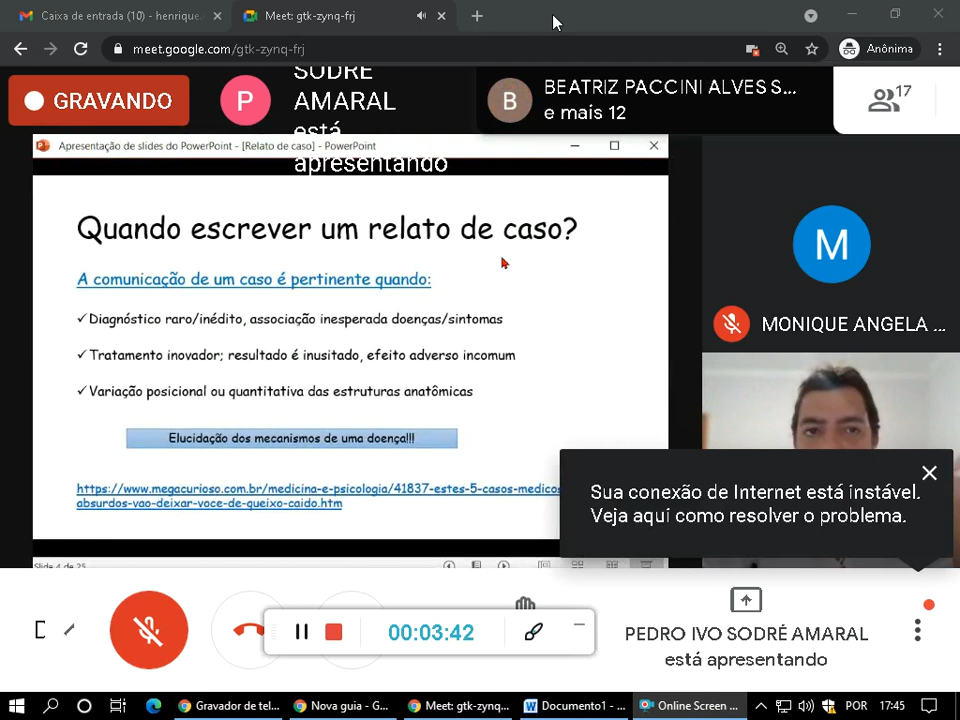 Caixa de entrada (10) - henrique.
Meet: gtk-zynq-frj
meet.google.com/gtk-zynq-frj
Anônima
GRAVANDO
P
SODRÉ
AMARAL
está
apresentando
B
BEATRIZ PACCINI ALVES S...
e mais 12
17
Apresentação de slides do PowerPoint - [Relato de caso] - PowerPoint
Quando escrever um relato de caso?
A comunicação de um caso é pertinente quando:
✓Diagnóstico raro/inédito, associação inesperada doenças/sintomas
✓Tratamento inovador; resultado é inusitado, efeito adverso incomum
✓Variação posicional ou quantitativa das estruturas anatômicas
Elucidação dos mecanismos de uma doença!!!
https://www.megacurioso.com.br/medicina-e-psicologia/41837-estes-5-casos-medicos
absurdos-vao-deixar-voce-de-queixo-caido.htm
Slide 4 de 25
M
MONIQUE ANGELA ...
Sua conexão de Internet está instável.
Veja aqui como resolver o problema.
00:03:42
PEDRO IVO SODRÉ AMARAL
está apresentando
Gravador de tel...
Nova guia - G...
Meet: gtk-zynq...
Documento1 - ...
Online Screen ...
POR
17:45